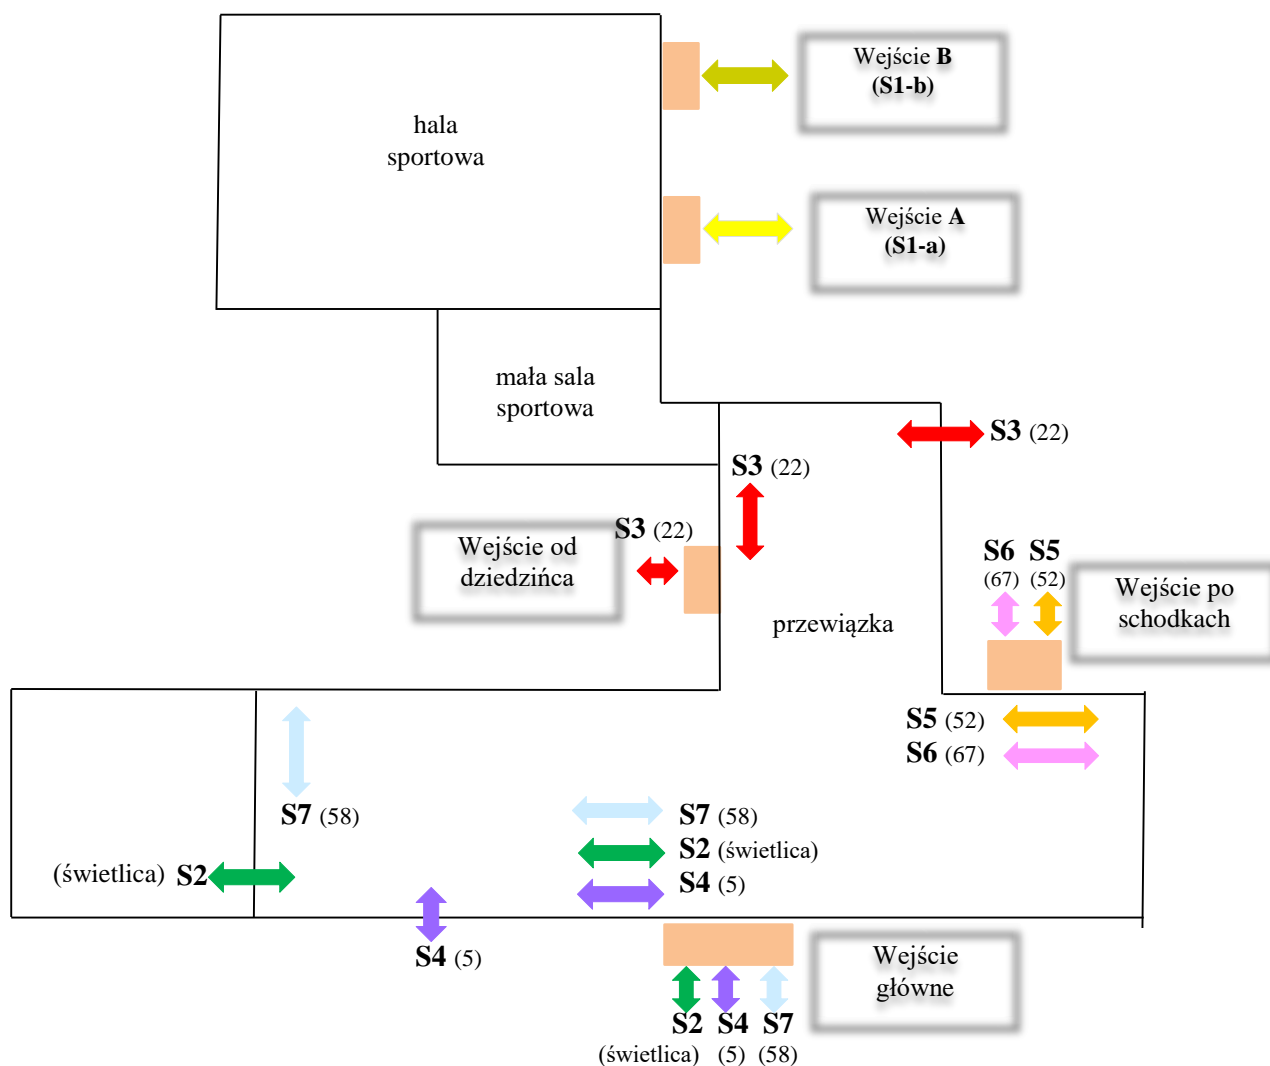 Wejście B
(S1-b)
hala
sportowa
Wejście A
(S1-a)
mała sala
sportowa
S3 (22)
S3 (22)
S3 (22)
Wejście od
dziedzińca
S6 S5
(67) (52)
Wejście po
schodkach
przewiązka
S5 (52)
S6 (67)
S7 (58)
S7 (58)
S2 (świetlica)
(świetlica) S2
S4 (5)
S4 (5)
Wejście
główne
S2 S4 S7
(świetlica) (5) (58)